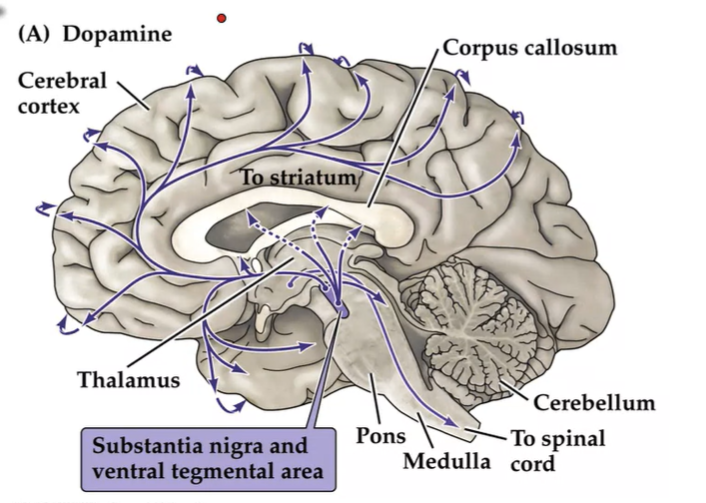 (A) Dopamine
Corpus callosum
Cerebral
cortex
To striatum
Thalamus
Cerebellum
Substantia nigra and
ventral tegmental area
Pons
Medulla
To spinal
cord